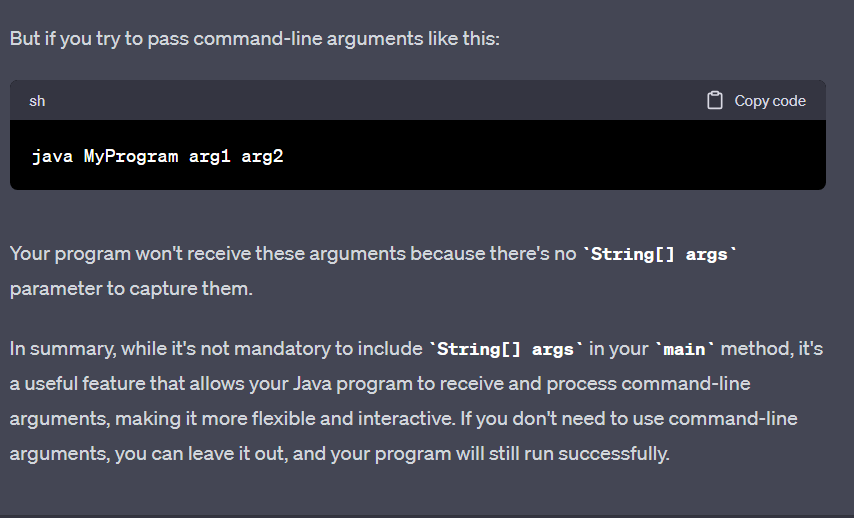 But if you try to pass command-line arguments like this:
sh
Copy code
java MyProgram arg1 arg2
Your program won't receive these arguments because there's no `String[] args`
parameter to capture them.
In summary, while it's not mandatory to include `String[] args` in your `main` method, it's
a useful feature that allows your Java program to receive and process command-line
arguments, making it more flexible and interactive. If you don't need to use command-line
arguments, you can leave it out, and your program will still run successfully.